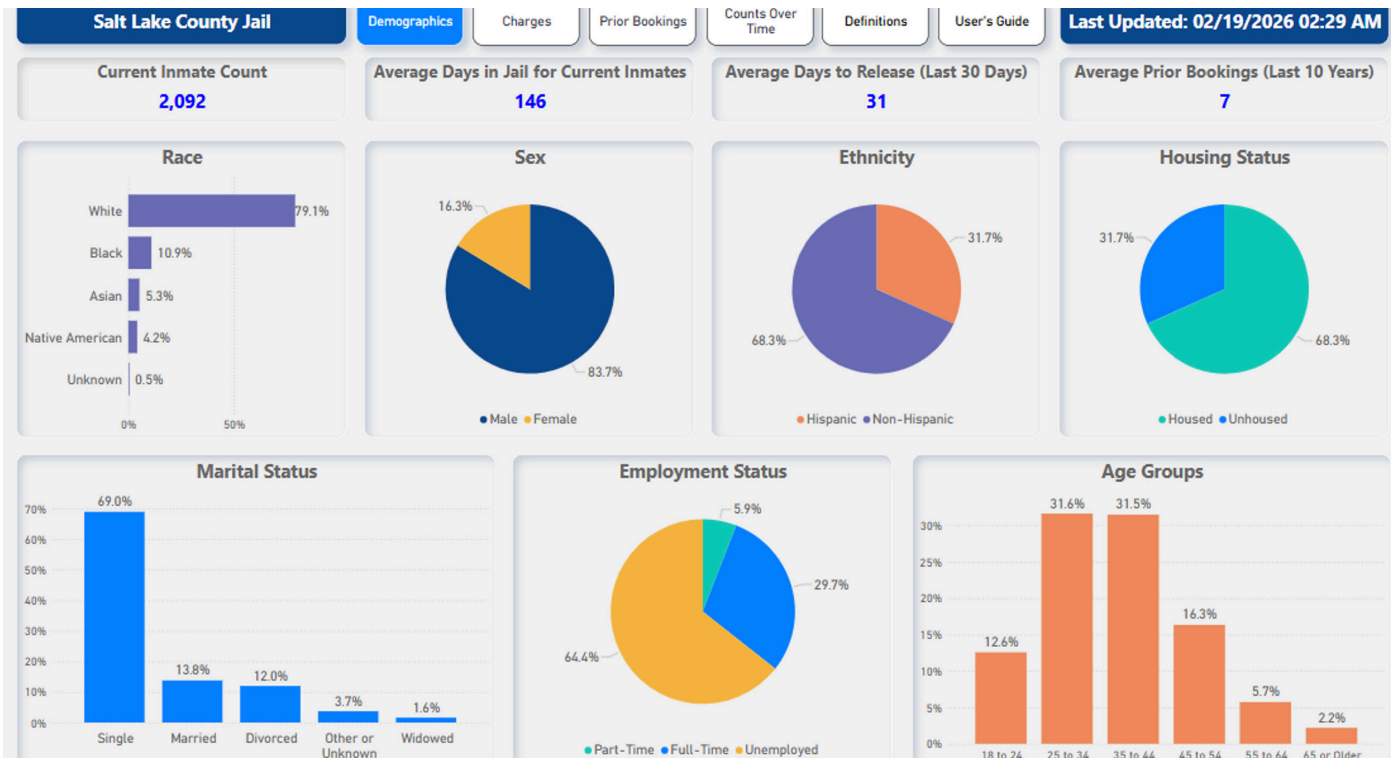 Salt Lake County Jail
Demographics
Charges
Prior Bookings
Counts Over
Time
Definitions
User's Guide
Last Updated: 02/19/2026 02:29 AM
Current Inmate Count
2,092
Average Days in Jail for Current Inmates
146
Average Days to Release (Last 30 Days)
31
Average Prior Bookings (Last 10 Years)
7
Race
White
79.1%
Black
10.9%
Asian
5.3%
Native American
4.2%
Unknown
0.5%
0%
50%
Sex
16.3%
83.7%
Male
Female
Ethnicity
31.7%
68.3%
Hispanic
Non-Hispanic
Housing Status
31.7%
68.3%
Housed
Unhoused
Marital Status
70%
60%
50%
40%
30%
20%
10%
0%
69.0%
13.8%
12.0%
3.7%
1.6%
Single
Married
Divorced
Other or
Unknown
Widowed
Employment Status
5.9%
29.7%
64.4%
Part-Time
Full-Time
Unemployed
Age Groups
30%
25%
20%
15%
10%
5%
0%
12.6%
31.6%
31.5%
16.3%
5.7%
2.2%
18 to 24
25 to 34
35 to 44
45 to 54
55 to 64
65 or Older